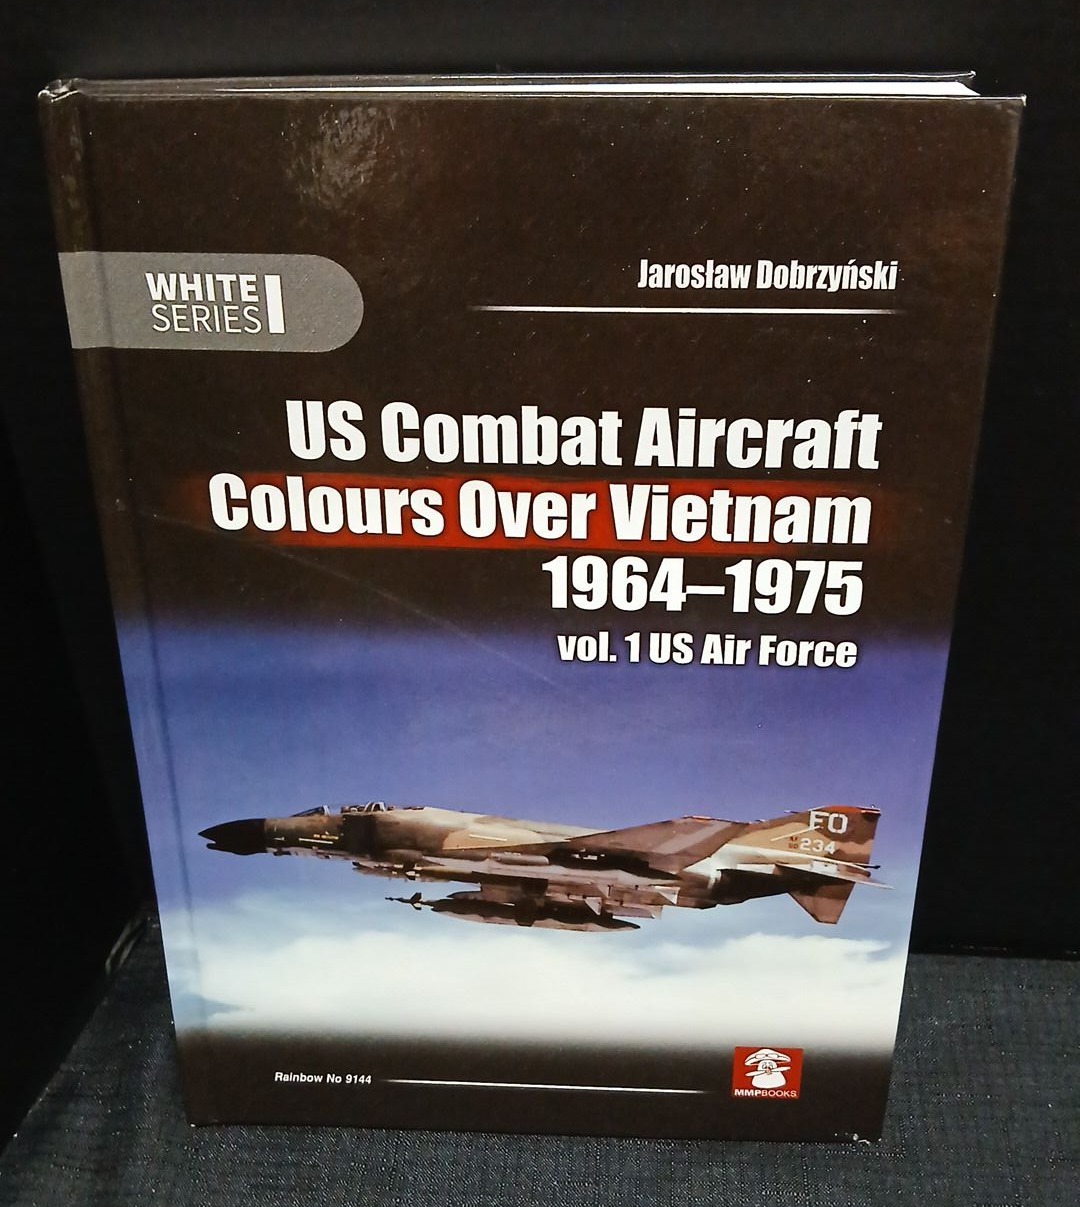 WHITE
SERIES
Jarosław Dobrzyński
US Combat Aircraft
Colours Over Vietnam
1964–1975
vol. 1 US Air Force
FO
234
Rainbow No 9144
MMPBOOKS